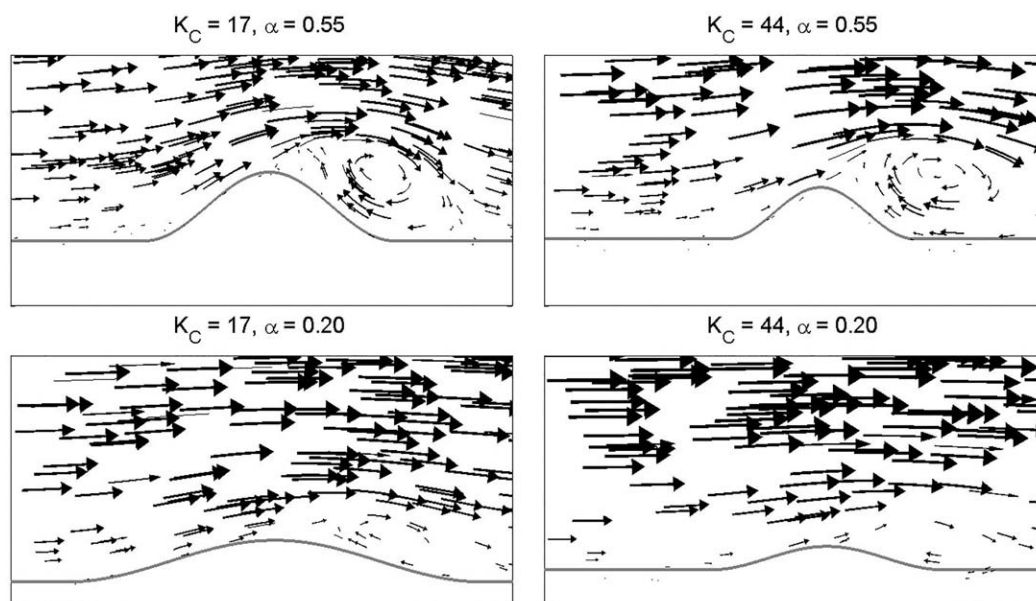 K_C = 17, α = 0.55
K_C = 44, α = 0.55
K_C = 17, α = 0.20
K_C = 44, α = 0.20